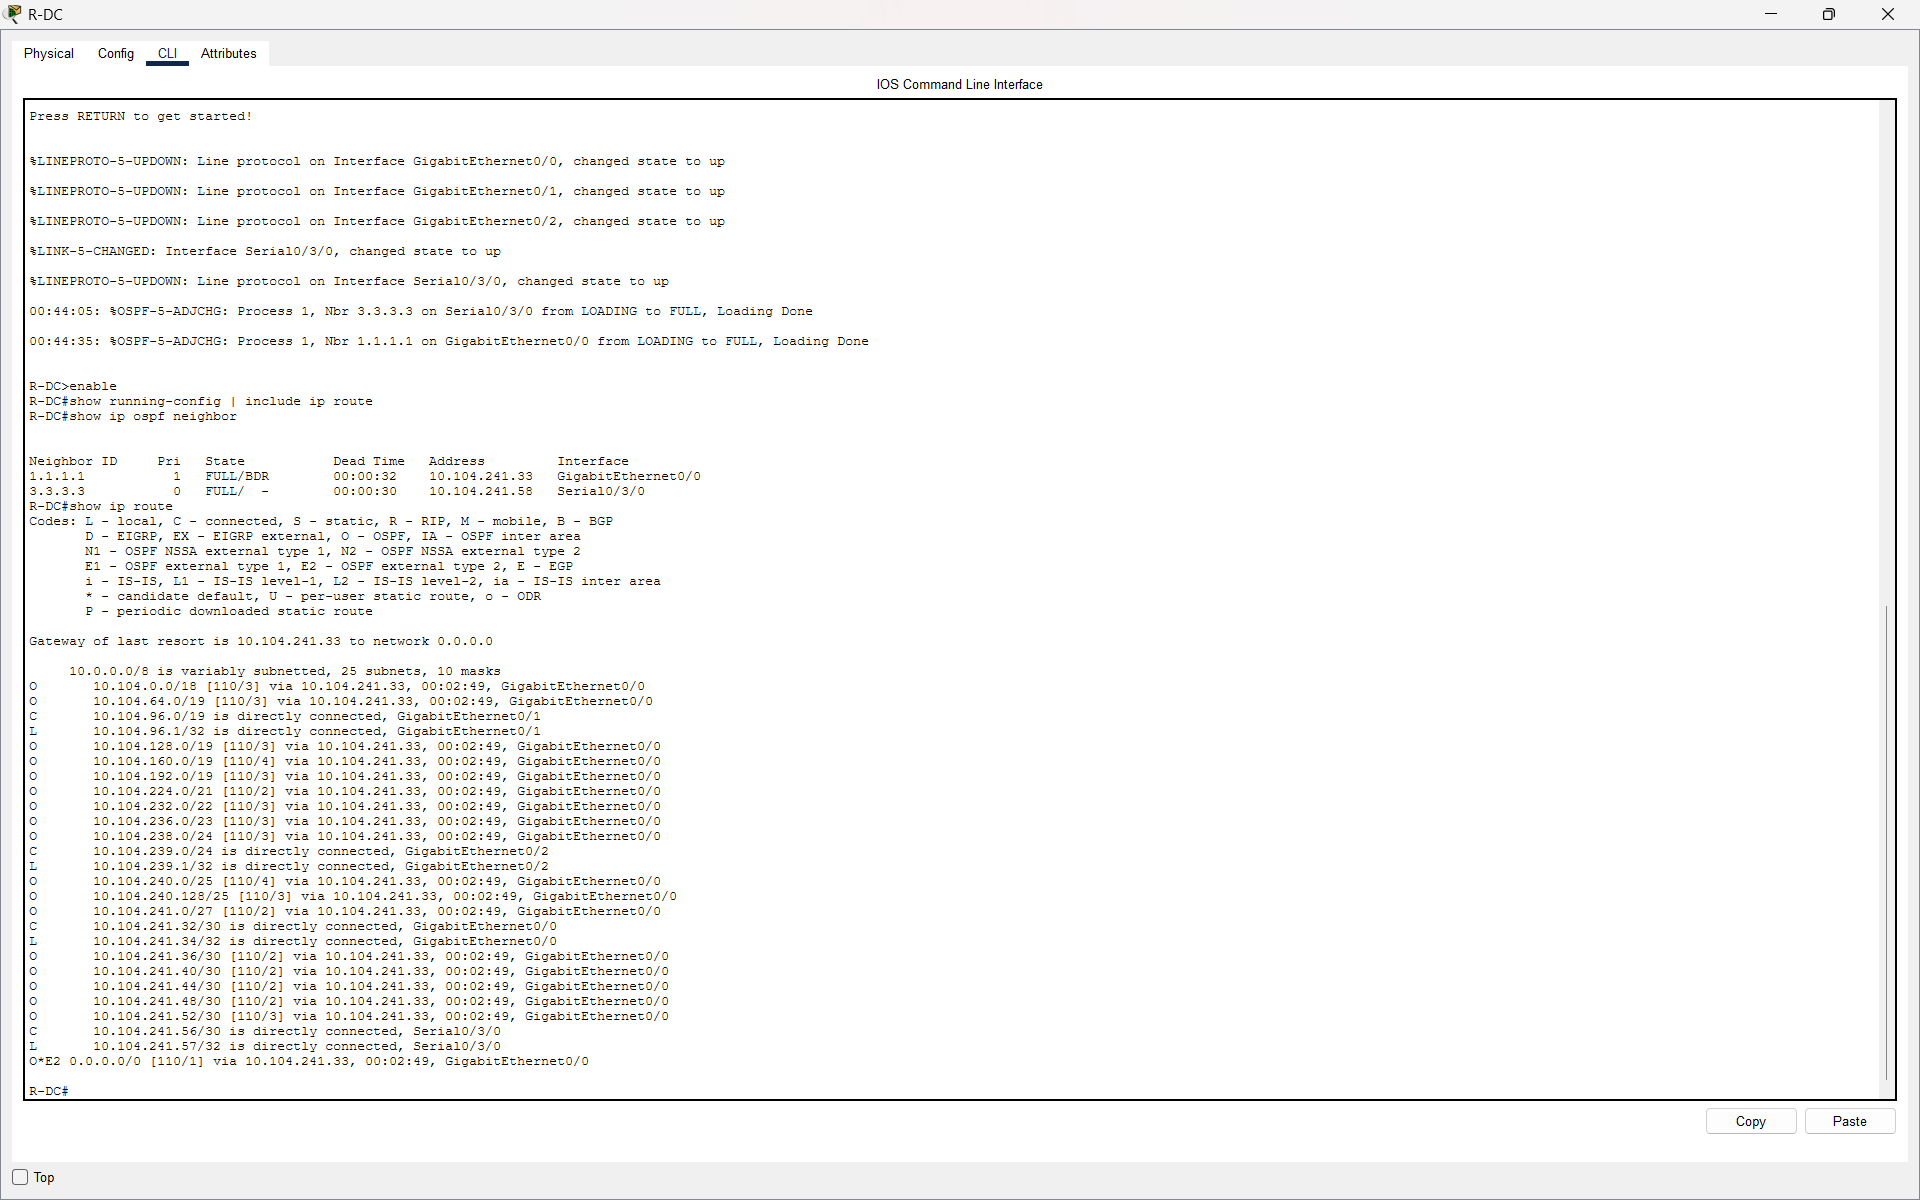 R-DC
Physical Config CLI Attributes
IOS Command Line Interface
Press RETURN to get started!
%LINEPROTO-5-UPDOWN: Line protocol on Interface GigabitEthernet0/0, changed state to up
%LINEPROTO-5-UPDOWN: Line protocol on Interface GigabitEthernet0/1, changed state to up
%LINEPROTO-5-UPDOWN: Line protocol on Interface GigabitEthernet0/2, changed state to up
%LINK-5-CHANGED: Interface Serial0/3/0, changed state to up
%LINEPROTO-5-UPDOWN: Line protocol on Interface Serial0/3/0, changed state to up
00:44:05: %OSPF-5-ADJCHG: Process 1, Nbr 3.3.3.3 on Serial0/3/0 from LOADING to FULL, Loading Done
00:44:35: %OSPF-5-ADJCHG: Process 1, Nbr 1.1.1.1 on GigabitEthernet0/0 from LOADING to FULL, Loading Done
R-DC>enable
R-DC#show running-config | include ip route
R-DC#show ip ospf neighbor
Neighbor ID     Pri   State           Dead Time   Address         Interface
1.1.1.1           1   FULL/BDR        00:00:32    10.104.241.33   GigabitEthernet0/0
3.3.3.3           0   FULL/  -        00:00:30    10.104.241.58   Serial0/3/0
R-DC#show ip route
Codes: L - local, C - connected, S - static, R - RIP, M - mobile, B - BGP
       D - EIGRP, EX - EIGRP external, O - OSPF, IA - OSPF inter area
       N1 - OSPF NSSA external type 1, N2 - OSPF NSSA external type 2
       E1 - OSPF external type 1, E2 - OSPF external type 2, E - EGP
       i - IS-IS, L1 - IS-IS level-1, L2 - IS-IS level-2, ia - IS-IS inter area
       * - candidate default, U - per-user static route, o - ODR
       P - periodic downloaded static route
Gateway of last resort is 10.104.241.33 to network 0.0.0.0
     10.0.0.0/8 is variably subnetted, 25 subnets, 10 masks
O       10.104.0.0/18 [110/3] via 10.104.241.33, 00:02:49, GigabitEthernet0/0
O       10.104.64.0/19 [110/3] via 10.104.241.33, 00:02:49, GigabitEthernet0/0
C       10.104.96.0/19 is directly connected, GigabitEthernet0/1
L       10.104.96.1/32 is directly connected, GigabitEthernet0/1
O       10.104.128.0/19 [110/3] via 10.104.241.33, 00:02:49, GigabitEthernet0/0
O       10.104.160.0/19 [110/4] via 10.104.241.33, 00:02:49, GigabitEthernet0/0
O       10.104.192.0/19 [110/3] via 10.104.241.33, 00:02:49, GigabitEthernet0/0
O       10.104.224.0/21 [110/2] via 10.104.241.33, 00:02:49, GigabitEthernet0/0
O       10.104.232.0/22 [110/3] via 10.104.241.33, 00:02:49, GigabitEthernet0/0
O       10.104.236.0/23 [110/3] via 10.104.241.33, 00:02:49, GigabitEthernet0/0
O       10.104.238.0/24 [110/3] via 10.104.241.33, 00:02:49, GigabitEthernet0/0
C       10.104.239.0/24 is directly connected, GigabitEthernet0/2
L       10.104.239.1/32 is directly connected, GigabitEthernet0/2
O       10.104.240.0/25 [110/4] via 10.104.241.33, 00:02:49, GigabitEthernet0/0
O       10.104.240.128/25 [110/3] via 10.104.241.33, 00:02:49, GigabitEthernet0/0
O       10.104.241.0/27 [110/2] via 10.104.241.33, 00:02:49, GigabitEthernet0/0
C       10.104.241.32/30 is directly connected, GigabitEthernet0/0
L       10.104.241.34/32 is directly connected, GigabitEthernet0/0
O       10.104.241.36/30 [110/2] via 10.104.241.33, 00:02:49, GigabitEthernet0/0
O       10.104.241.40/30 [110/2] via 10.104.241.33, 00:02:49, GigabitEthernet0/0
O       10.104.241.44/30 [110/2] via 10.104.241.33, 00:02:49, GigabitEthernet0/0
O       10.104.241.48/30 [110/2] via 10.104.241.33, 00:02:49, GigabitEthernet0/0
O       10.104.241.52/30 [110/3] via 10.104.241.33, 00:02:49, GigabitEthernet0/0
C       10.104.241.56/30 is directly connected, Serial0/3/0
L       10.104.241.57/32 is directly connected, Serial0/3/0
O*E2 0.0.0.0/0 [110/1] via 10.104.241.33, 00:02:49, GigabitEthernet0/0
R-DC#
Copy Paste
Top